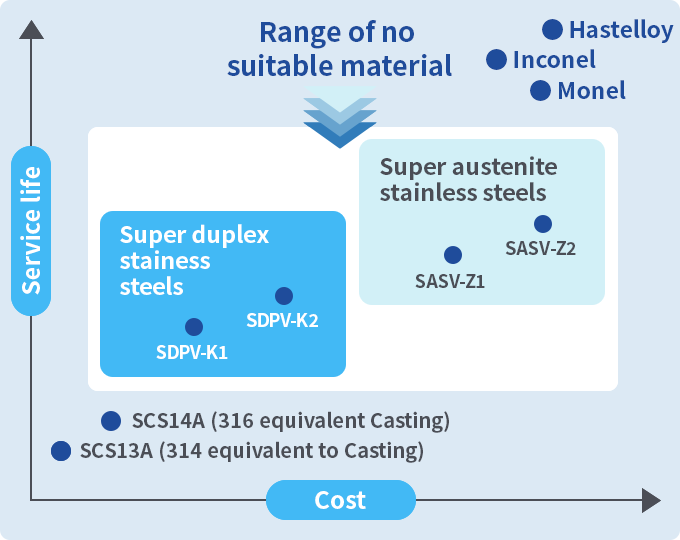 Range of no
suitable material
Hastelloy
Inconel
Monel
Service life
Super austenite
stainless steels
SASV-Z2
SASV-Z1
Super duplex
stainess
steels
SDPV-K2
SDPV-K1
SCS14A (316 equivalent Casting)
SCS13A (314 equivalent to Casting)
Cost